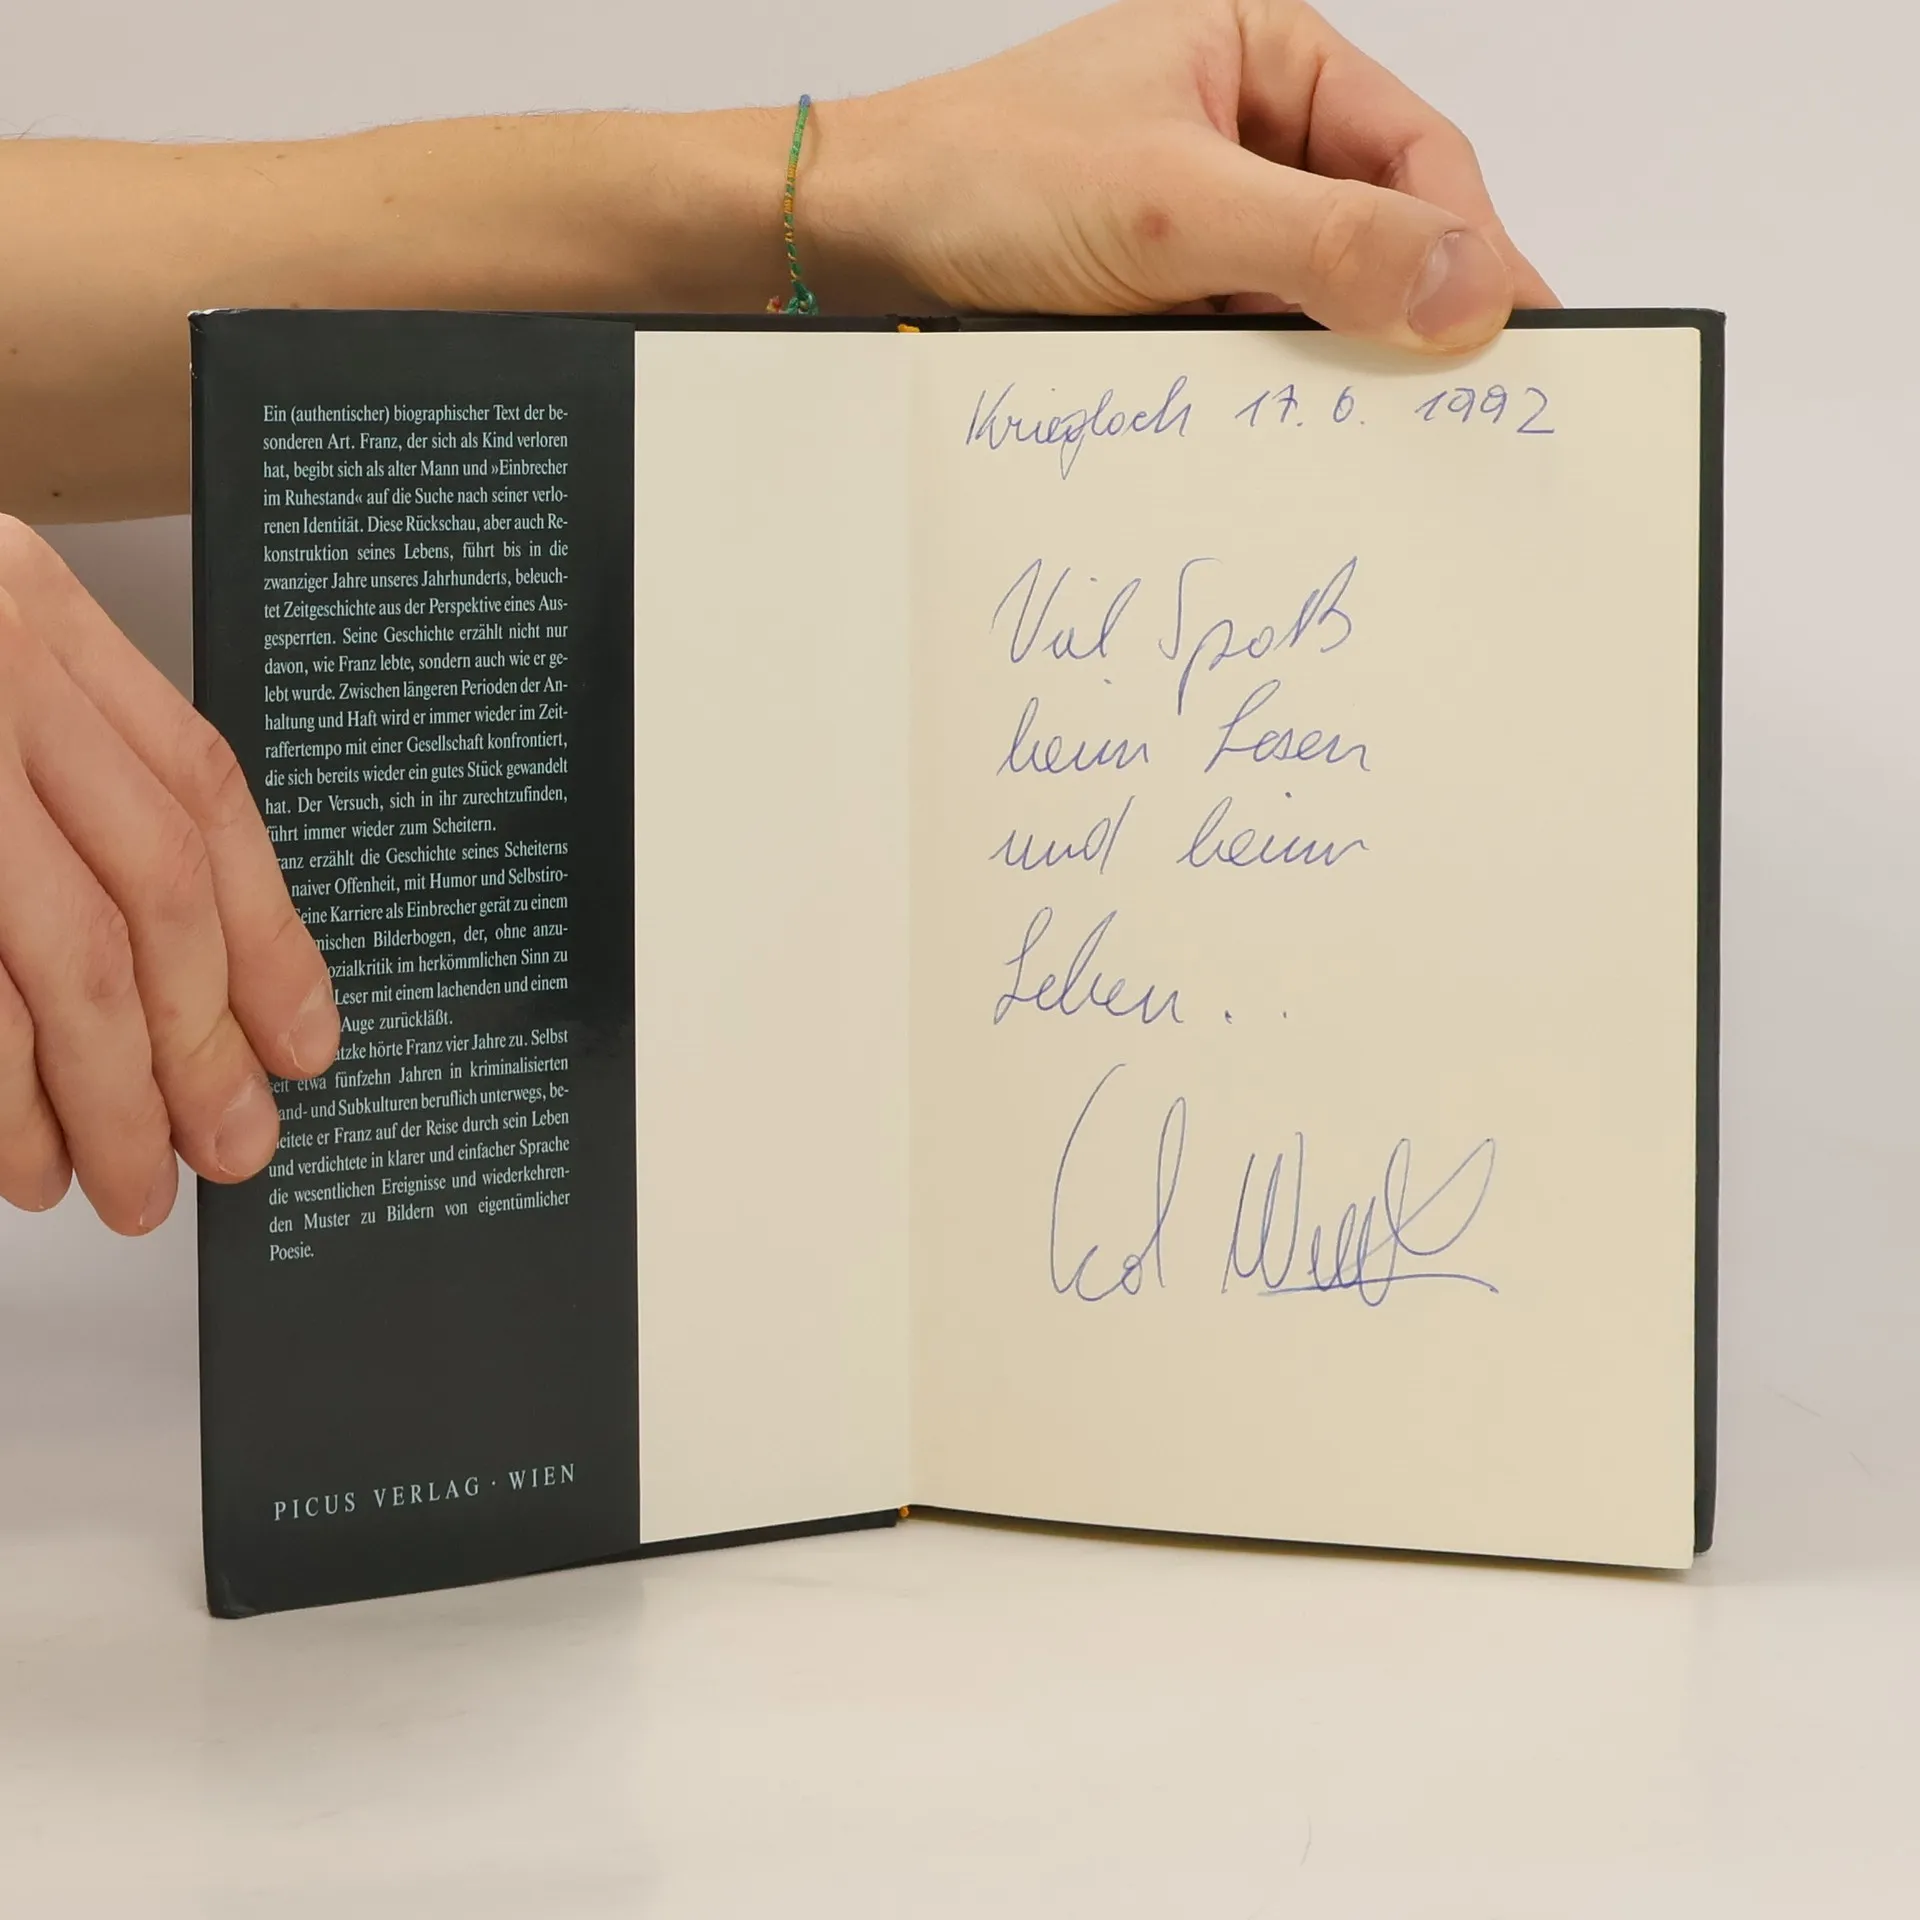 Ein (authentischer) biographischer Text der be-
sonderen Art. Franz, der sich als Kind verloren
hat, begibt sich als alter Mann und »Einbrecher
im Ruhestand« auf die Suche nach seiner verlo-
renen Identität. Diese Rückschau, aber auch Re-
konstruktion seines Lebens, führt bis in die
zwanziger Jahre unseres Jahrhunderts, beleuch-
tet Zeitgeschichte aus der Perspektive eines Aus-
gesperrten. Seine Geschichte erzählt nicht nur
davon, wie Franz lebte, sondern auch wie er ge-
lebt wurde. Zwischen längeren Perioden der An-
haltung und Haft wird er immer wieder im Zeit-
raffertempo mit einer Gesellschaft konfrontiert,
die sich bereits wieder ein gutes Stück gewandelt
hat. Der Versuch, sich in ihr zurechtzufinden,
führt immer wieder zum Scheitern.
ranz erzählt die Geschichte seines Scheiterns
naiver Offenheit, mit Humor und Selbstiro-
eine Karriere als Einbrecher gerät zu einem
mischen Bilderbogen, der, ohne anzu-
ozialkritik im herkömmlichen Sinn zu
Leser mit einem lachenden und einem
Auge zurückläßt.
atzke hörte Franz vier Jahre zu. Selbst
seit etwa fünfzehn Jahren in kriminalisierten
and- und Subkulturen beruflich unterwegs, be-
leitete er Franz auf der Reise durch sein Leben
und verdichtete in klarer und einfacher Sprache
die wesentlichen Ereignisse und wiederkehren-
den Muster zu Bildern von eigentümlicher
Poesie.
PICUS VERLAG · WIEN
17. 6. 1992
Viel Spaß
beim Lesen
und beim
Leben . .